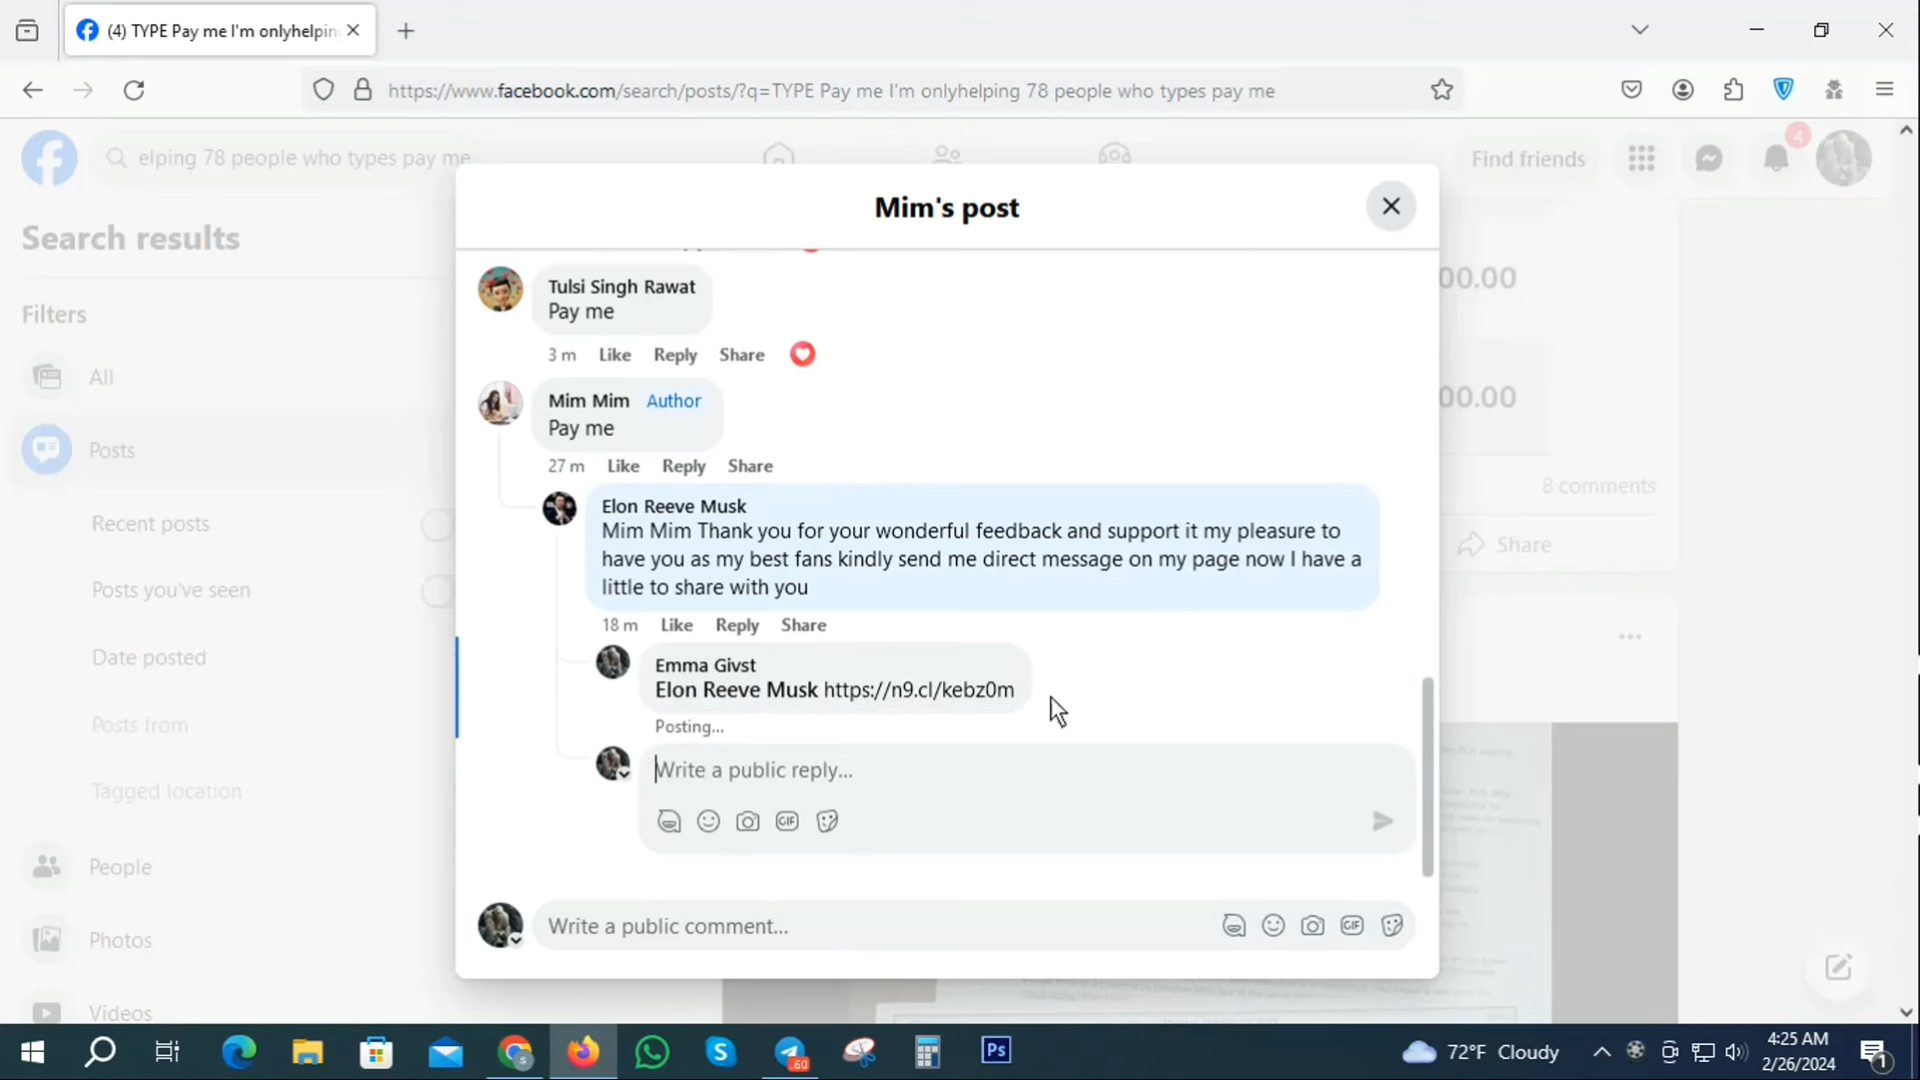 (4) TYPE Pay me I'm onlyhelpin
https://www.facebook.com/search/posts/?q=TYPE Pay me I'm onlyhelping 78 people who types pay me
elping 78 people who types pay me
Find friends
4
Search results
Mim's post
Filters
All
Posts
Recent posts
Posts you've seen
Date posted
Posts from
Tagged location
People
Photos
Videos
Tulsi Singh Rawat
Pay me
3 m Like Reply Share
Mim Mim Author
Pay me
27 m Like Reply Share
Elon Reeve Musk
Mim Mim Thank you for your wonderful feedback and support it my pleasure to
have you as my best fans kindly send me direct message on my page now I have a
little to share with you
18 m Like Reply Share
Emma Givst
Elon Reeve Musk https://n9.cl/kebz0m
Posting...
Write a public reply...
GIF
Write a public comment...
GIF
00.00
00.00
8 comments
Share
60
Ps
72°F Cloudy
4:25 AM
2/26/2024
1